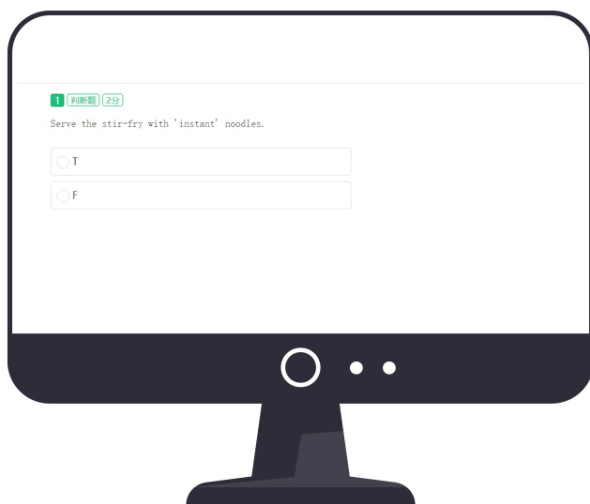 1 判断题 2分
Serve the stir-fry with 'instant' noodles.
T
F